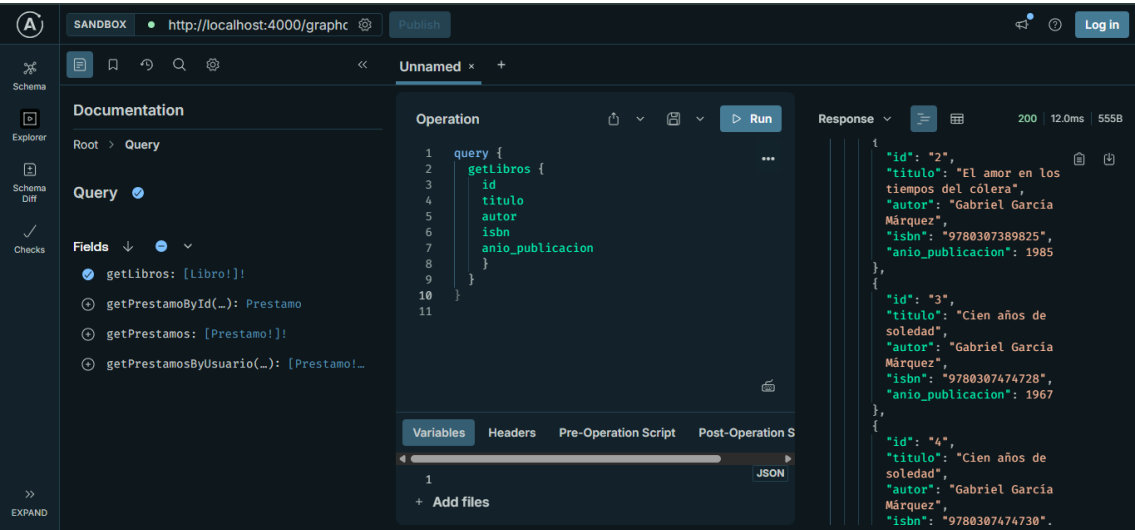 SANDBOX http://localhost:4000/graphc Publish Log in
Schema
Explorer
Schema
Diff
Checks
EXPAND
Documentation
Root > Query
Query
Fields
getLibros: [Libro!]!
getPrestamoById(…): Prestamo
getPrestamos: [Prestamo!]!
getPrestamosByUsuario(…): [Prestamo!…
Unnamed × +
Operation Run
1 query {
2 getLibros {
3 id
4 titulo
5 autor
6 isbn
7 anio_publicacion
8 }
9 }
10 }
11
Variables Headers Pre-Operation Script Post-Operation S
1 JSON
+ Add files
Response 200 12.0ms 555B
{
"id": "2",
"titulo": "El amor en los
tiempos del cólera",
"autor": "Gabriel García
Márquez",
"isbn": "9780307389825",
"anio_publicacion": 1985
},
{
"id": "3",
"titulo": "Cien años de
soledad",
"autor": "Gabriel García
Márquez",
"isbn": "9780307474728",
"anio_publicacion": 1967
},
{
"id": "4",
"titulo": "Cien años de
soledad",
"autor": "Gabriel García
Márquez",
"isbn": "9780307474730",